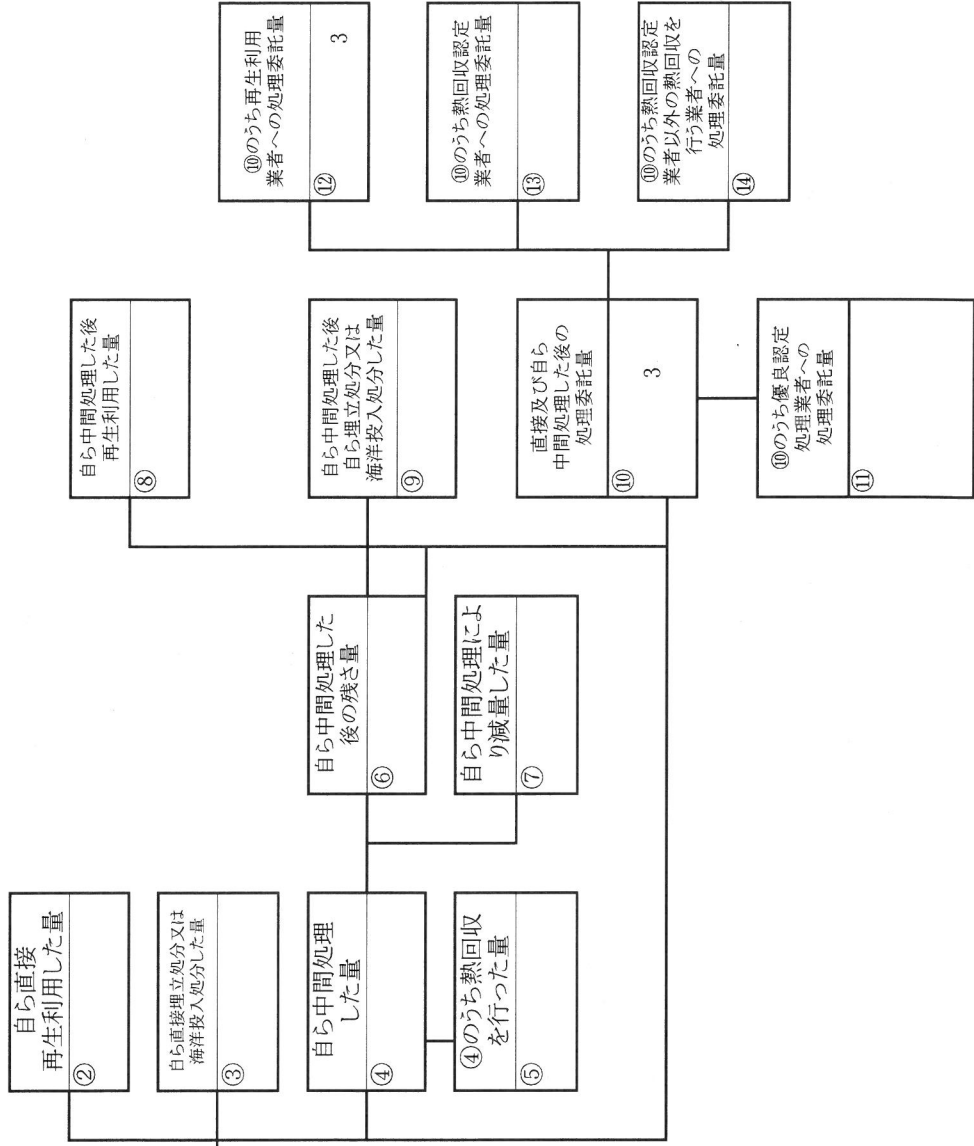 自ら直接
再生利用した量
②
自ら直接埋立処分又は
海洋投入処分した量
③
自ら中間処理
した量
④
④のうち熱回収
を行った量
⑤
自ら中間処理した
後の残さ量
⑥
自ら中間処理によ
り減量した量
⑦
自ら中間処理した後
再生利用した量
⑧
自ら中間処理した後
自ら埋立処分又は
海洋投入処分した量
⑨
直接及び自ら
中間処理した後の
処理委託量
⑩ 3
⑩のうち優良認定
処理業者への
処理委託量
⑪
⑩のうち再生利用
業者への処理委託量
⑫ 3
⑩のうち熱回収認定
業者への処理委託量
⑬
⑩のうち熱回収認定
業者以外の熱回収を
行う業者への
処理委託量
⑭